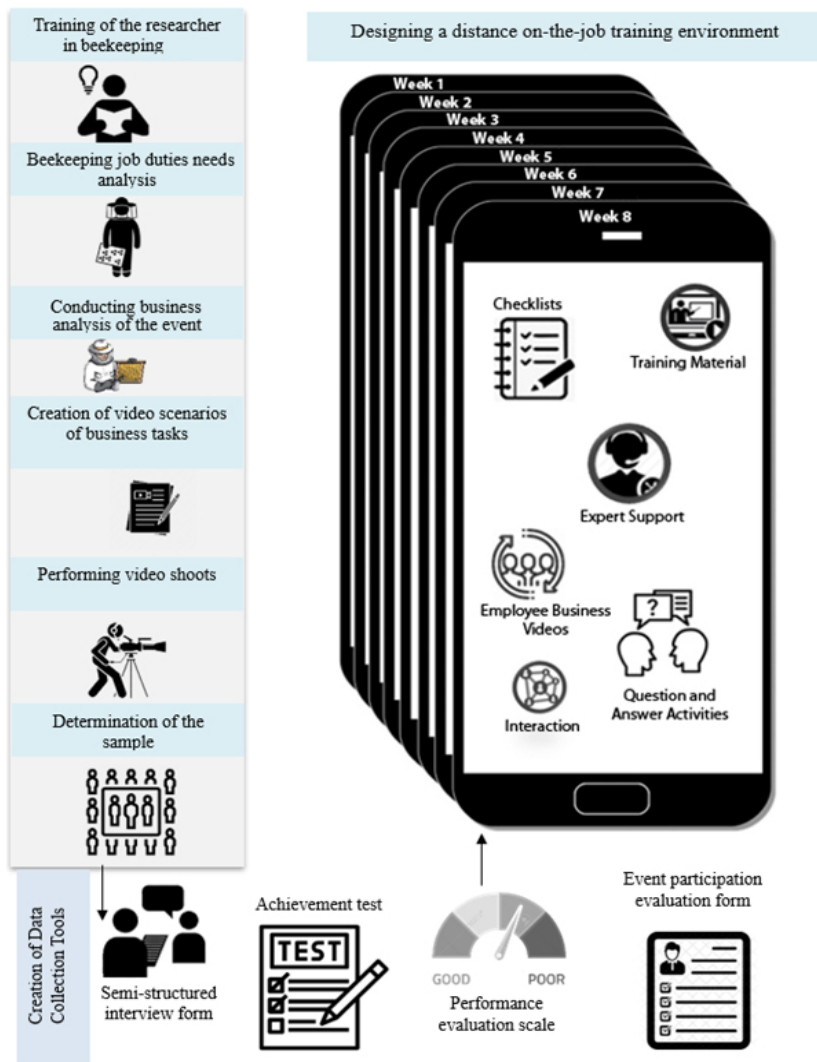 Training of the researcher
in beekeeping
Beekeeping job duties needs
analysis
Conducting business
analysis of the event
Creation of video scenarios
of business tasks
Performing video shoots
Determination of the
sample
Designing a distance on-the-job training environment
Week 1
Week 2
Week 3
Week 4
Week 5
Week 6
Week 7
Week 8
Checklists
Training Material
Expert Support
Employee Business
Videos
?
Question and
Answer Activities
Interaction
Creation of Data
Collection Tools
Semi-structured
interview form
Achievement test
TEST
GOOD
POOR
Performance
evaluation scale
Event participation
evaluation form